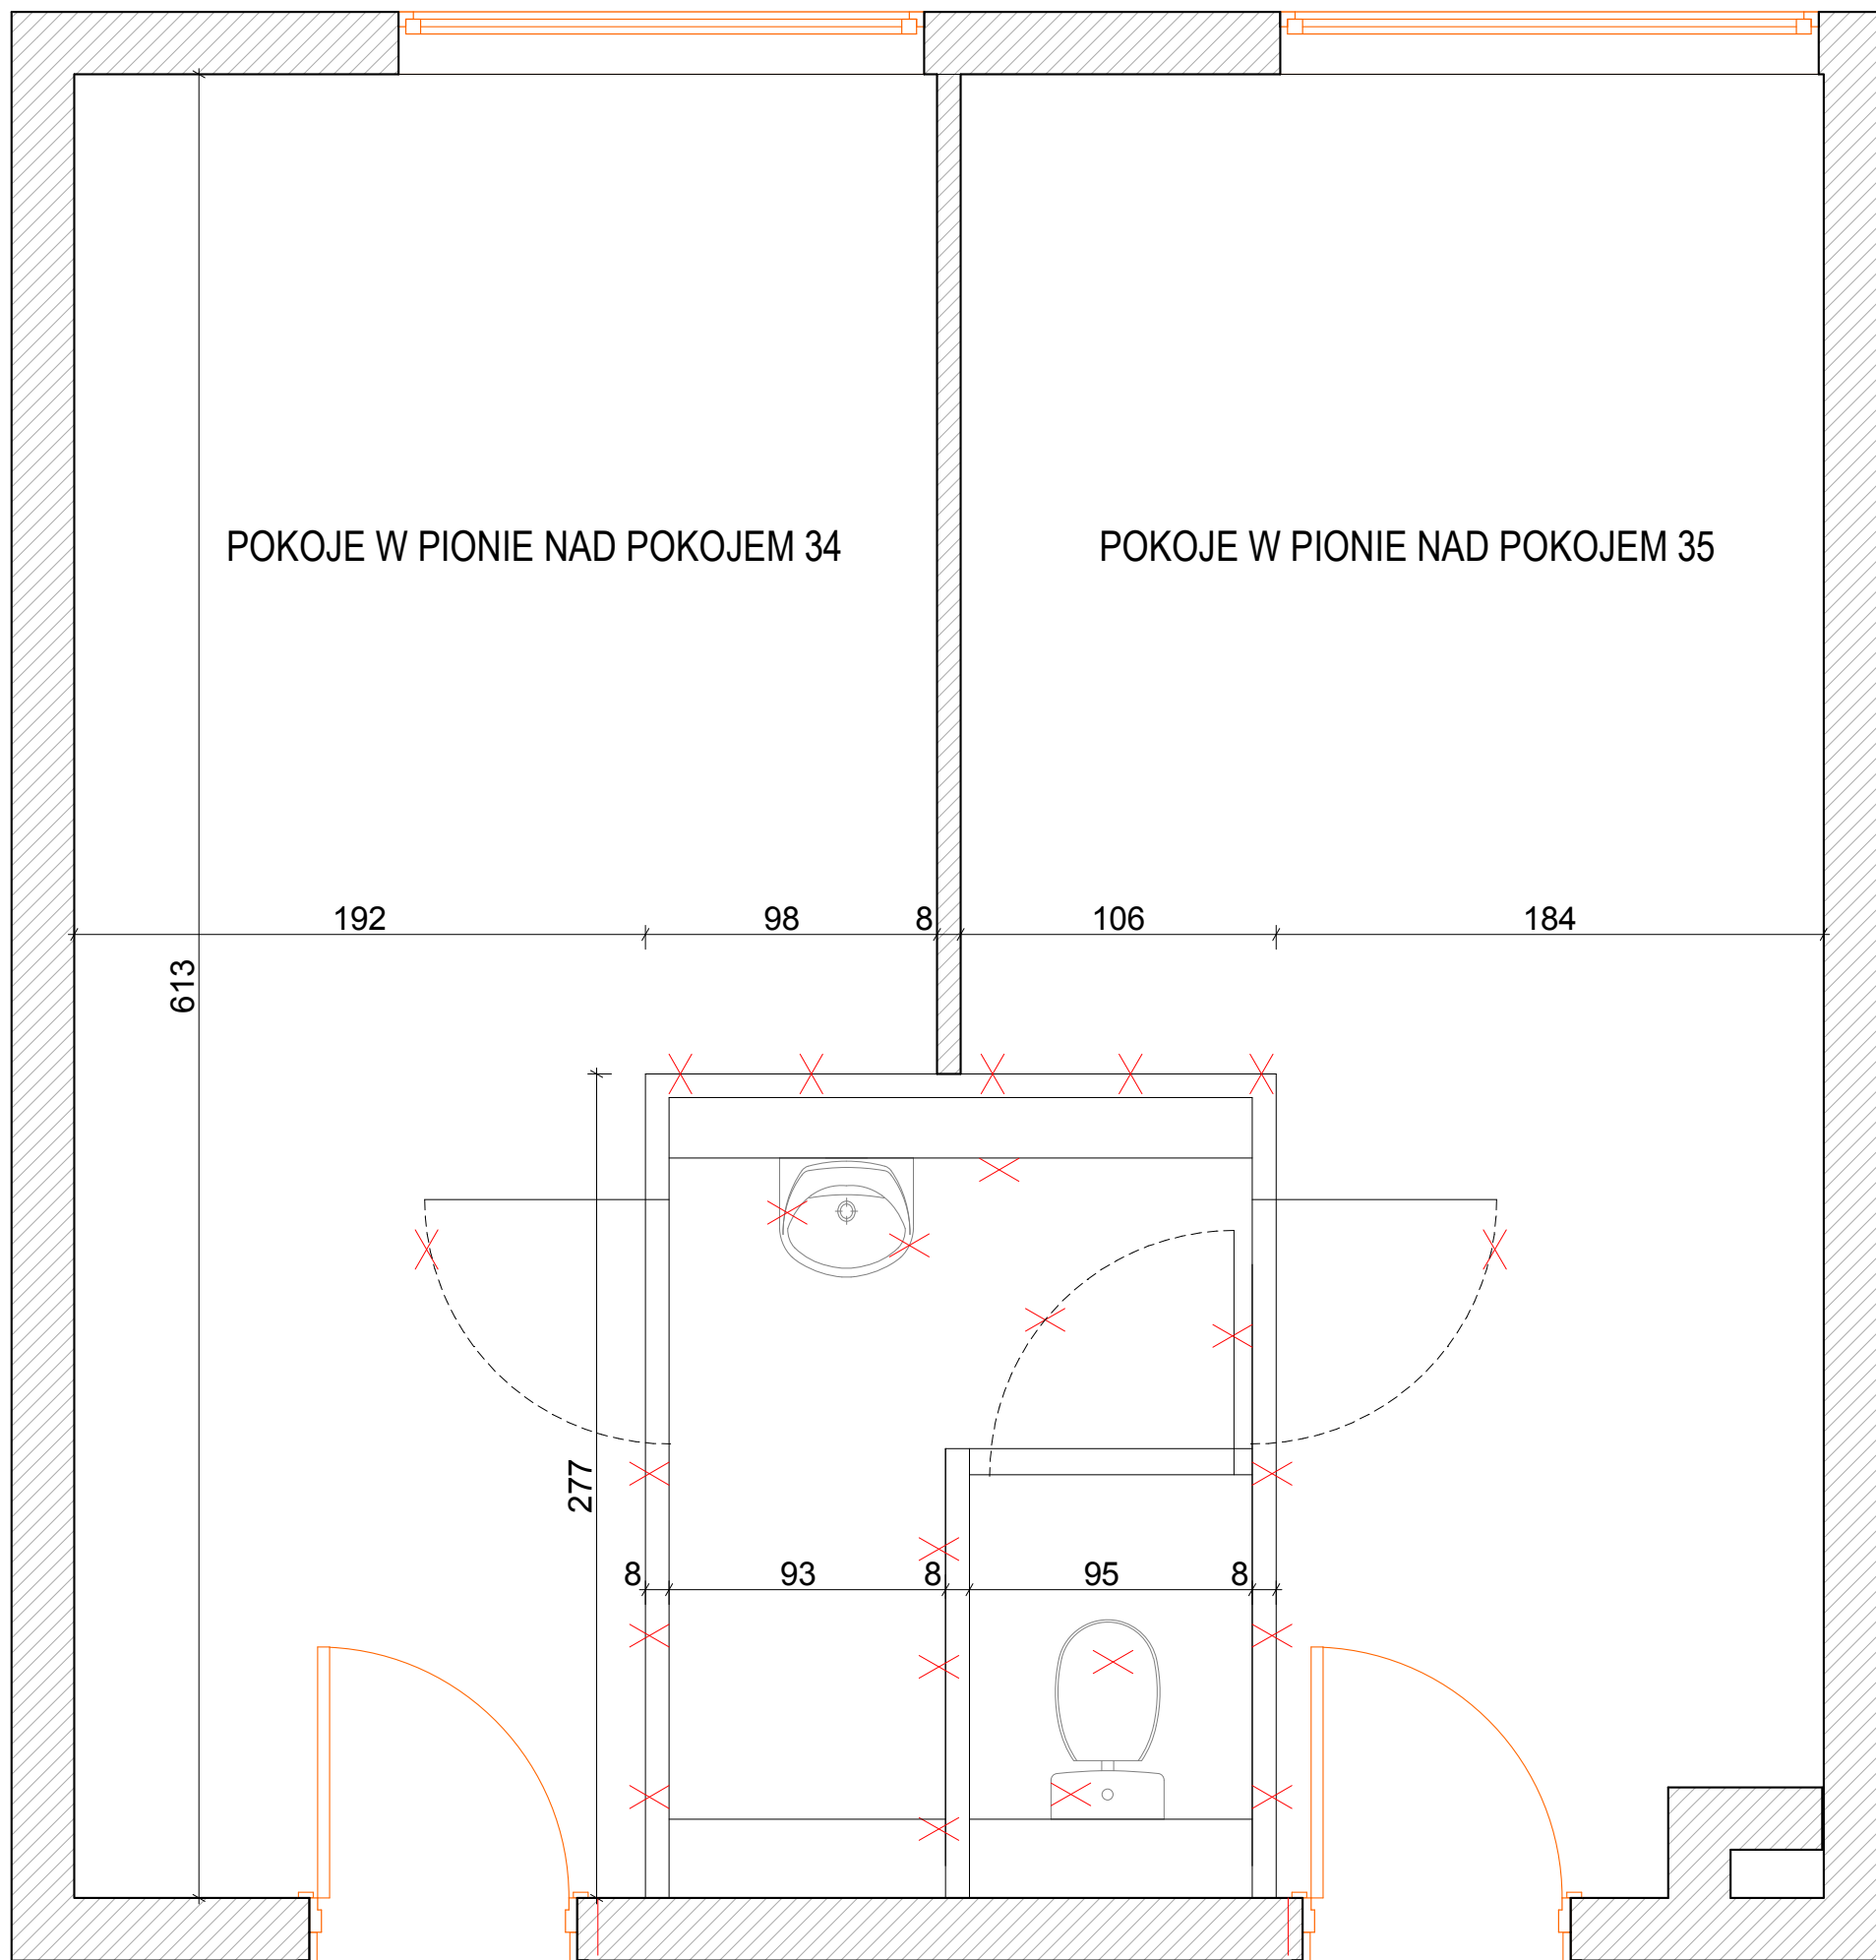 POKOJE W PIONIE NAD POKOJEM 34
POKOJE W PIONIE NAD POKOJEM 35
192 98 8 106 184
613
277
8 93 8 95 8